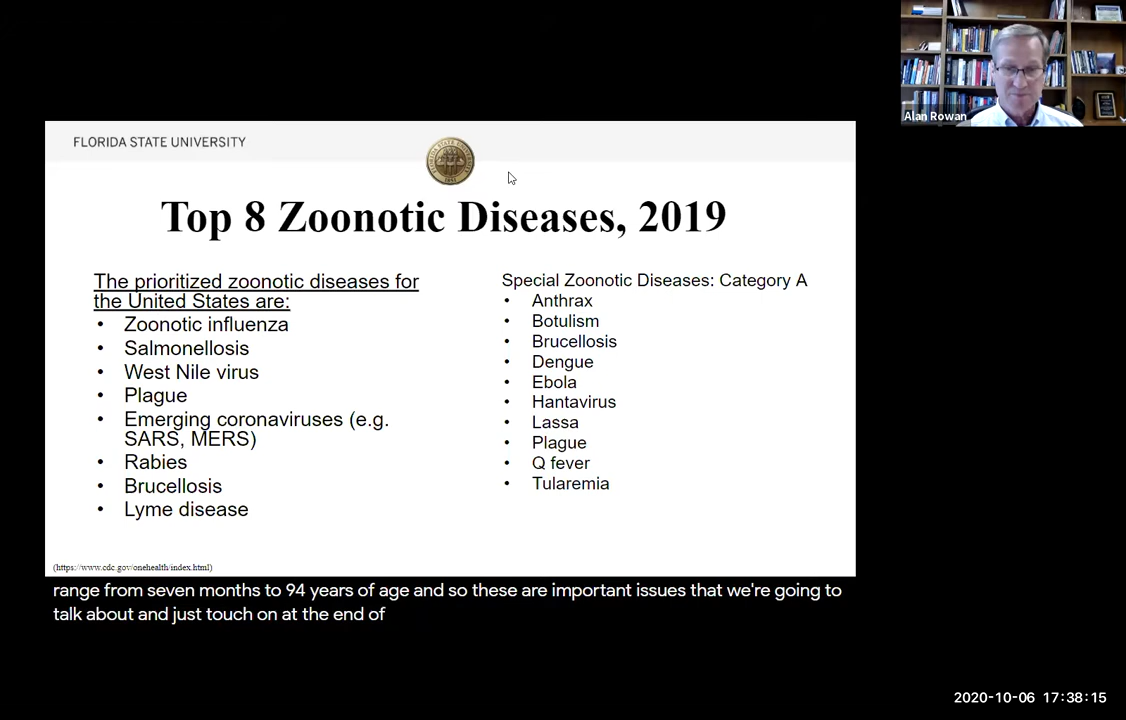 Alan Rowan
FLORIDA STATE UNIVERSITY
Top 8 Zoonotic Diseases, 2019
The prioritized zoonotic diseases for
the United States are:
• Zoonotic influenza
• Salmonellosis
• West Nile virus
• Plague
• Emerging coronaviruses (e.g.
SARS, MERS)
• Rabies
• Brucellosis
• Lyme disease
Special Zoonotic Diseases: Category A
• Anthrax
• Botulism
• Brucellosis
• Dengue
• Ebola
• Hantavirus
• Lassa
• Plague
• Q fever
• Tularemia
(https://www.cdc.gov/onehealth/index.html)
range from seven months to 94 years of age and so these are important issues that we're going to
talk about and just touch on at the end of
2020-10-06 17:38:15